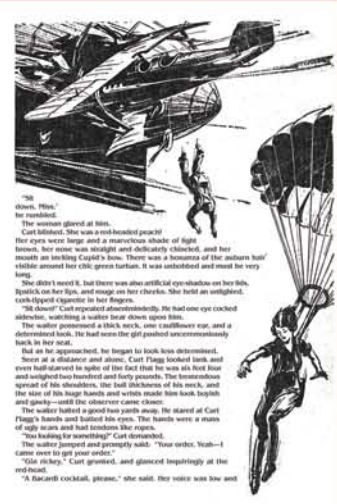 "Sit
down, Miss,"
he rumbled.
The woman glared at him.
Curt blinked. She was a red-headed peach!
Her eyes were large and a marvelous shade of light
brown, her nose was straight and delicately chiseled, and her
mouth an inviting Cupid's bow. There was a bonanza of the auburn hair
visible around her chic green turban. It was unbobbed and must be very
long.
She didn't need it, but there was also artificial eye-shadow on her lids,
lipstick on her lips, and rouge on her cheeks. She held an unlighted,
cork-tipped cigarette in her fingers.
"Sit down!" Curt repeated absentmindedly. He had one eye cocked
sidewise, watching a waiter bear down upon him.
The waiter possessed a thick neck, one cauliflower ear, and a
determined look. He had seen the girl pushed unceremoniously
back in her seat.
But as he approached, he began to look less determined.
Seen at a distance and alone, Curt Flagg looked lank and
even half-starved in spite of the fact that he was six feet four
and weighed two hundred and forty pounds. The tremendous
spread of his shoulders, the bull thickness of his neck, and
the size of his huge hands and wrists made him look boyish
and gawky—until the observer came closer.
The waiter halted a good two yards away. He stared at Curt
Flagg's hands and batted his eyes. The hands were a mass
of ugly scars and had tendons like ropes.
"You looking for something?" Curt demanded.
The waiter jumped and promptly said: "Your order. Yeah—I
came over to get your order."
"Gin rickey," Curt grunted, and glanced inquiringly at the
red-head.
"A Bacardi cocktail, please," she said. Her voice was low and